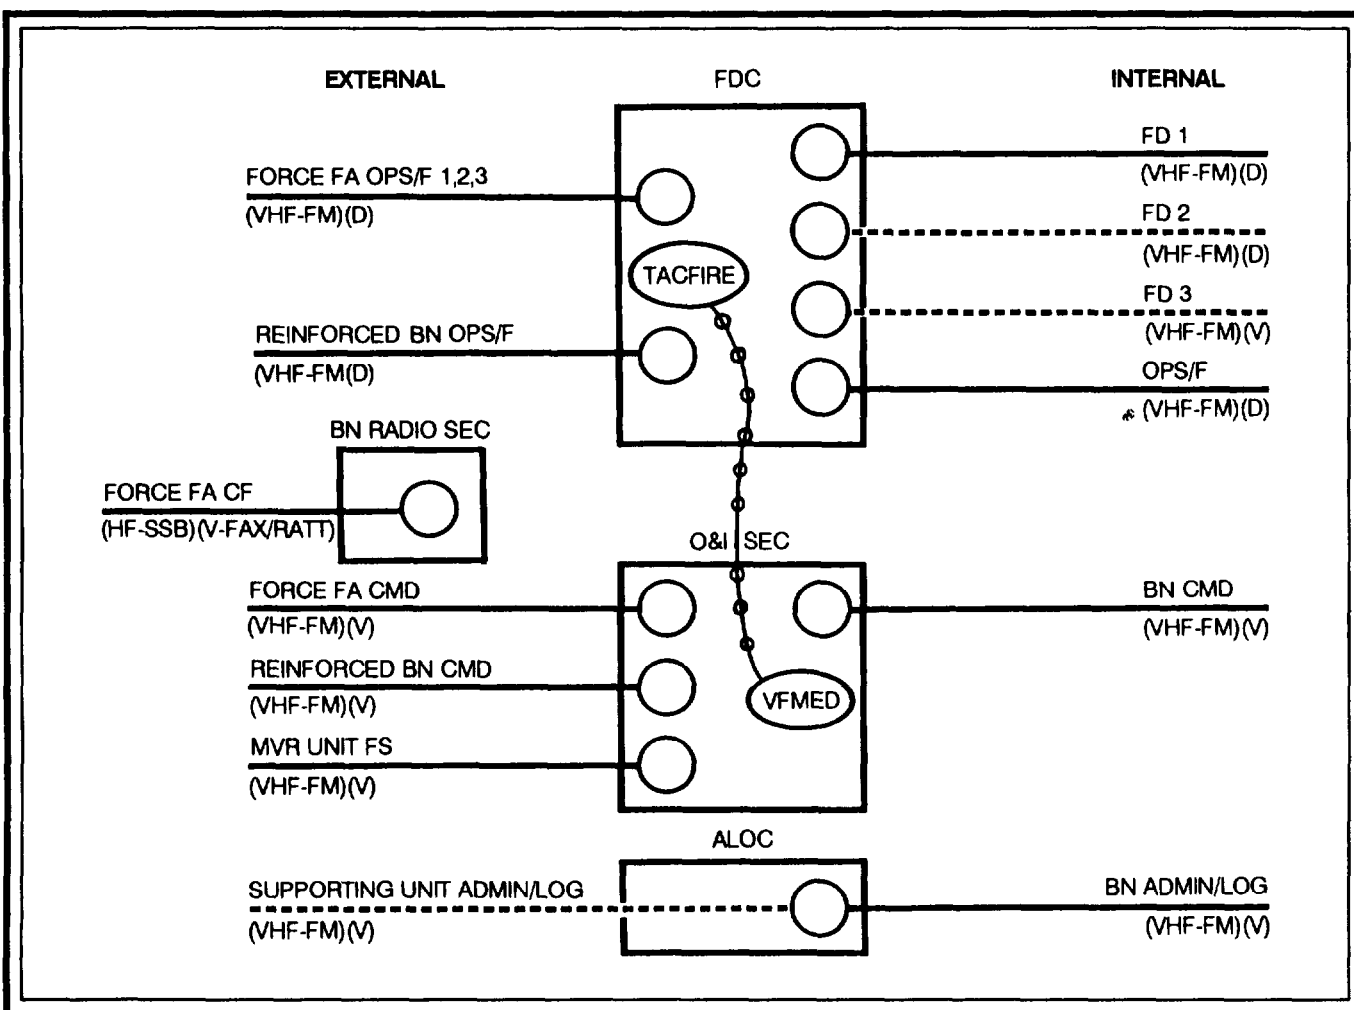 EXTERNAL
FDC
INTERNAL
FORCE FA OPS/F 1,2,3
(VHF-FM)(D)
TACFIRE
REINFORCED BN OPS/F
(VHF-FM(D)
FD 1
(VHF-FM)(D)
FD 2
(VHF-FM)(D)
FD 3
(VHF-FM)(V)
OPS/F
(VHF-FM)(D)
BN RADIO SEC
FORCE FA CF
(HF-SSB)(V-FAX/RATT)
O&I SEC
FORCE FA CMD
(VHF-FM)(V)
REINFORCED BN CMD
(VHF-FM)(V)
MVR UNIT FS
(VHF-FM)(V)
VFMED
BN CMD
(VHF-FM)(V)
ALOC
SUPPORTING UNIT ADMIN/LOG
(VHF-FM)(V)
BN ADMIN/LOG
(VHF-FM)(V)